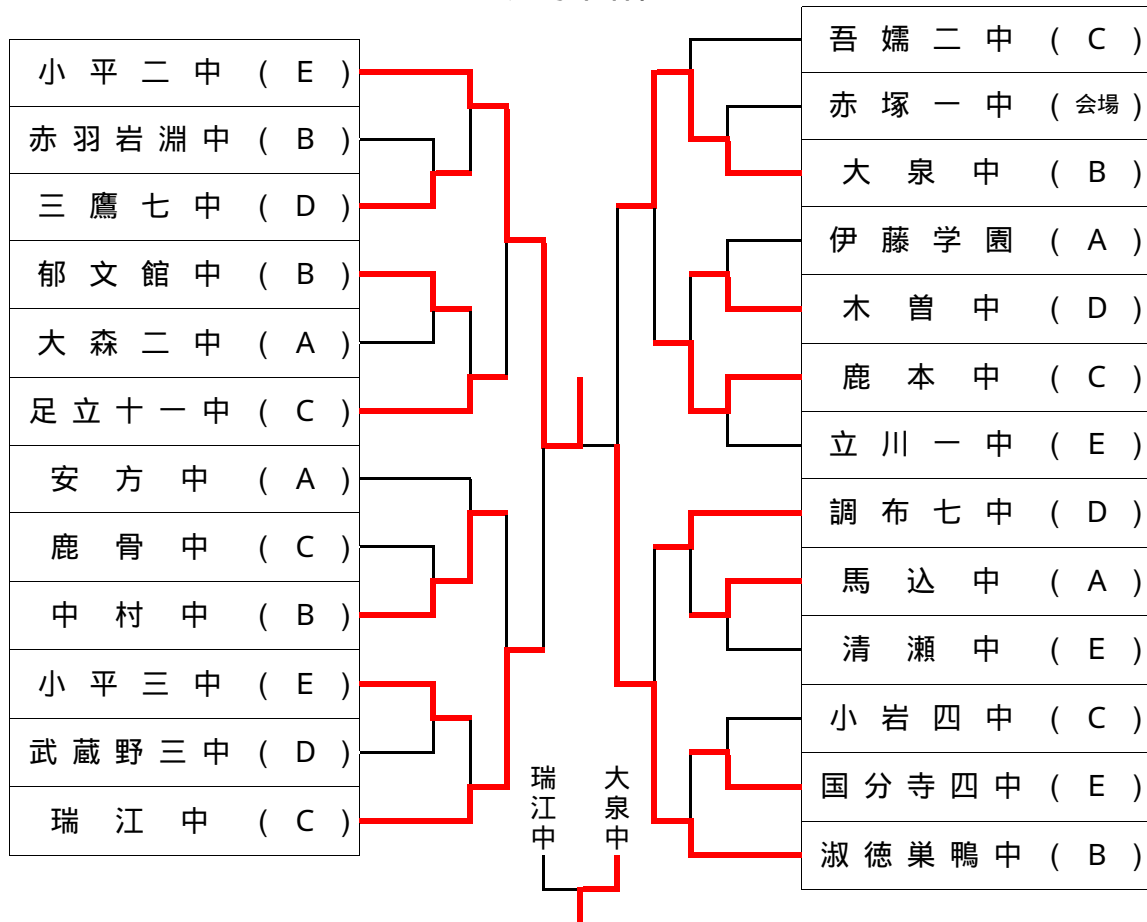 小平二中 ( E )
赤羽岩淵中 ( B )
三鷹七中 ( D )
郁文館中 ( B )
大森二中 ( A )
足立十一中 ( C )
安方中 ( A )
鹿骨中 ( C )
中村中 ( B )
小平三中 ( E )
武蔵野三中 ( D )
瑞江中 ( C )
瑞江中
大泉中
吾嬬二中 ( C )
赤塚一中 ( 会場 )
大泉中 ( B )
伊藤学園 ( A )
木曽中 ( D )
鹿本中 ( C )
立川一中 ( E )
調布七中 ( D )
馬込中 ( A )
清瀬中 ( E )
小岩四中 ( C )
国分寺四中 ( E )
淑徳巣鴨中 ( B )